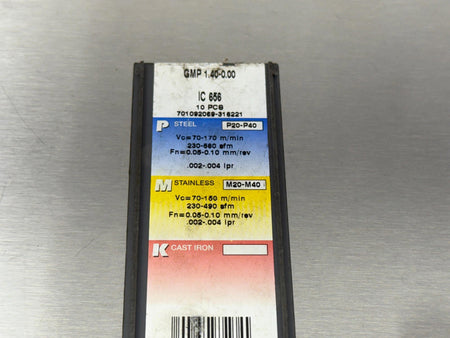 GMP 1.40-0.00
IC 656
10 PCS
701092069-316221
P STEEL P20-P40
Vc=70-170 m/min
230-560 sfm
Fn=0.05-0.10 mm/rev
.002-.004 ipr
M STAINLESS M20-M40
Vc=70-150 m/min
230-490 sfm
Fn=0.05-0.10 mm/rev
.002-.004 ipr
K CAST IRON